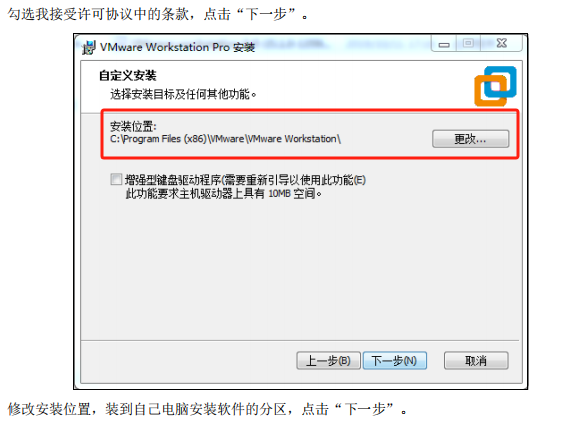 勾选我接受许可协议中的条款，点击“下一步”。
VMware Workstation Pro 安装
自定义安装
选择安装目标及任何其他功能。
安装位置:
C:\Program Files (x86)\VMware\VMware Workstation\
更改...
增强型键盘驱动程序(需要重新引导以使用此功能(E)
此功能要求主机驱动器上具有 10MB 空间。
上一步(B) 下一步(N) 取消
修改安装位置，装到自己电脑安装软件的分区，点击“下一步”。